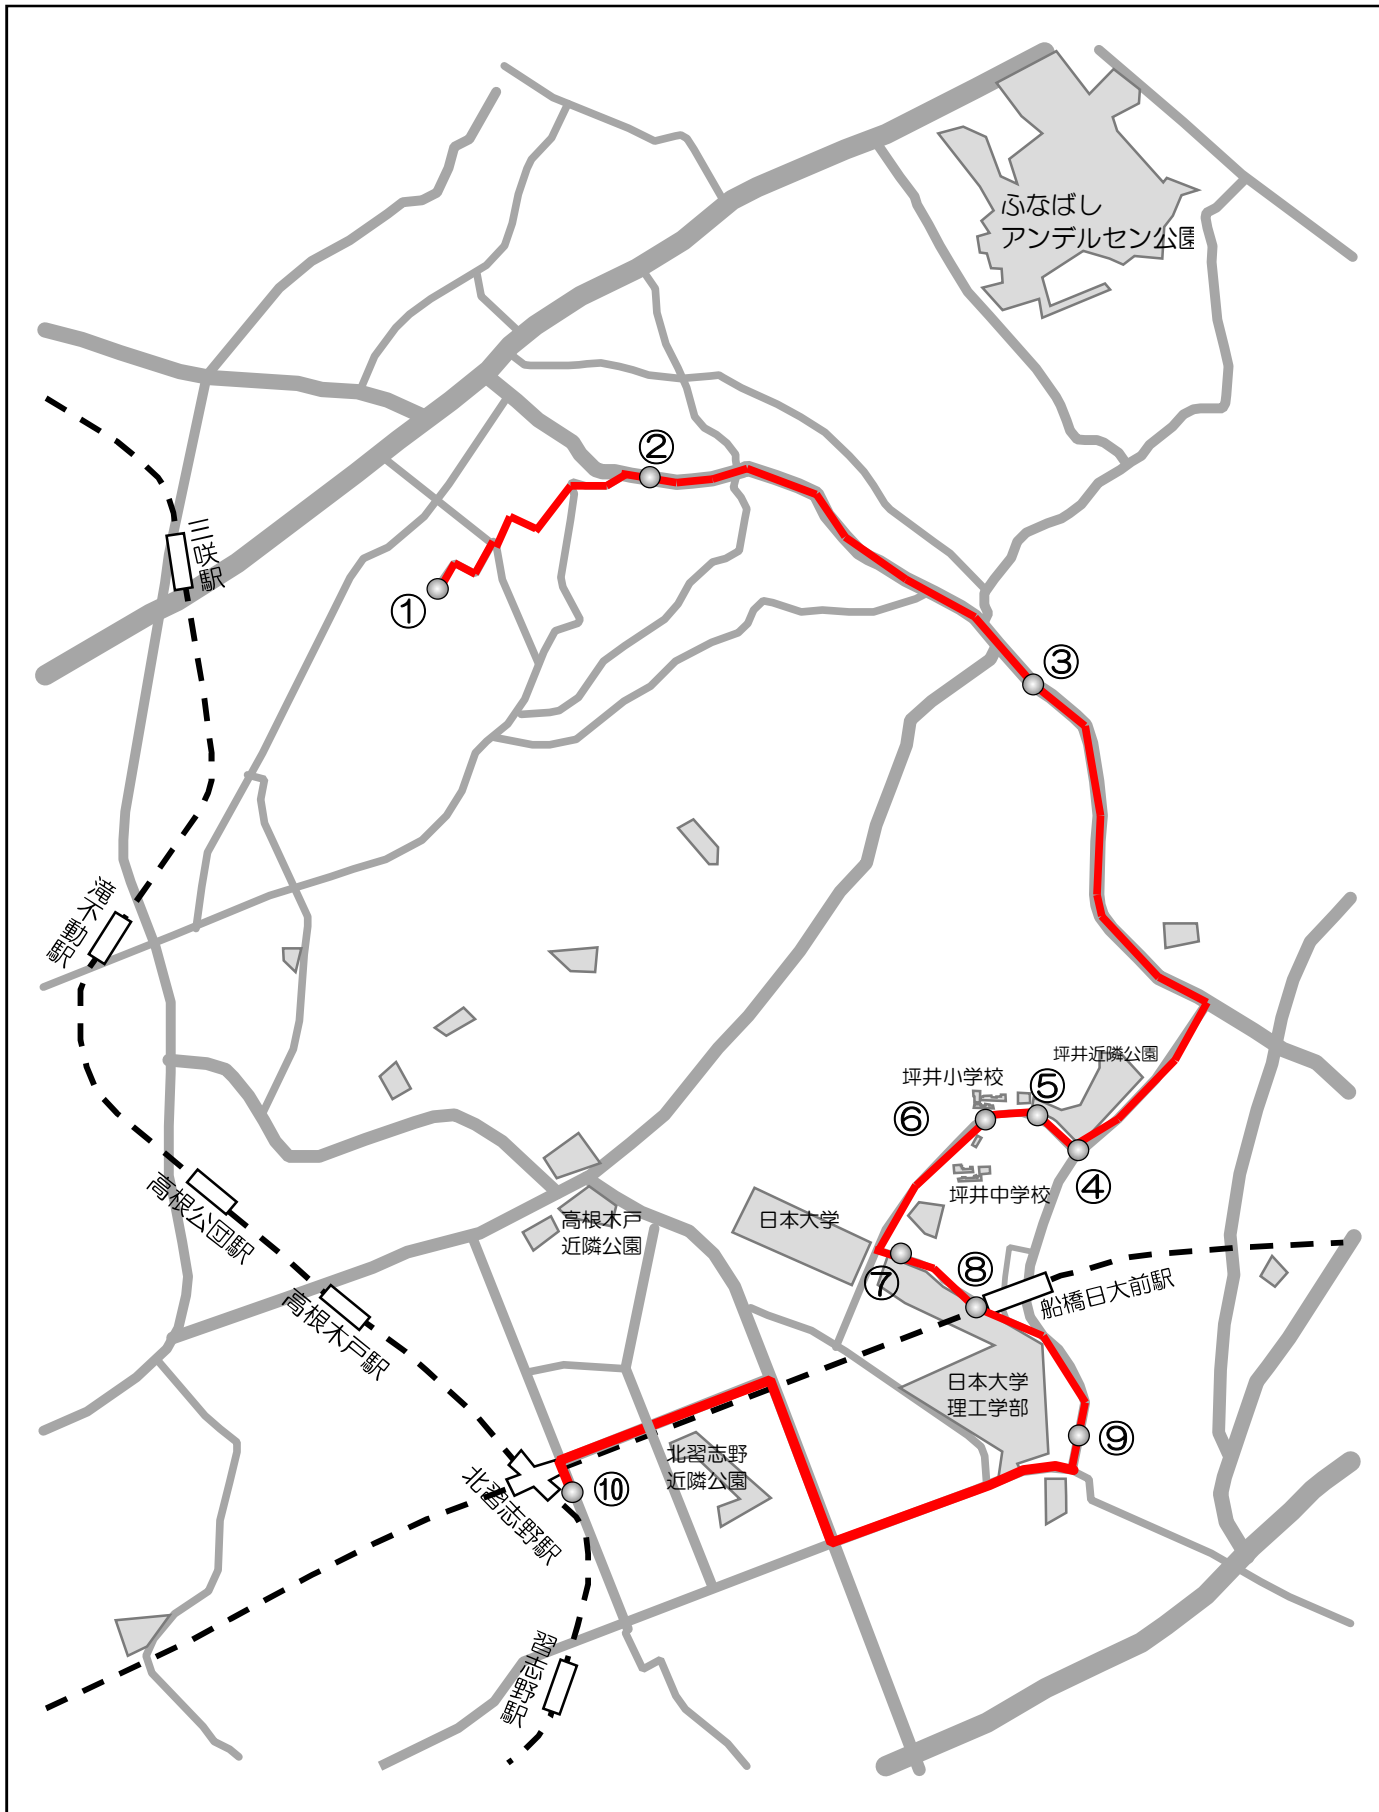 ふなばし
アンデルセン公園
②
三咲駅
①
③
滝不動駅
坪井近隣公園
坪井小学校
⑤
⑥
④
坪井中学校
高根公団駅
高根木戸
近隣公園
日本大学
⑦
⑧
船橋日大前駅
高根木戸駅
日本大学
理工学部
⑨
北習志野
近隣公園
北習志野駅
⑩
習志野駅